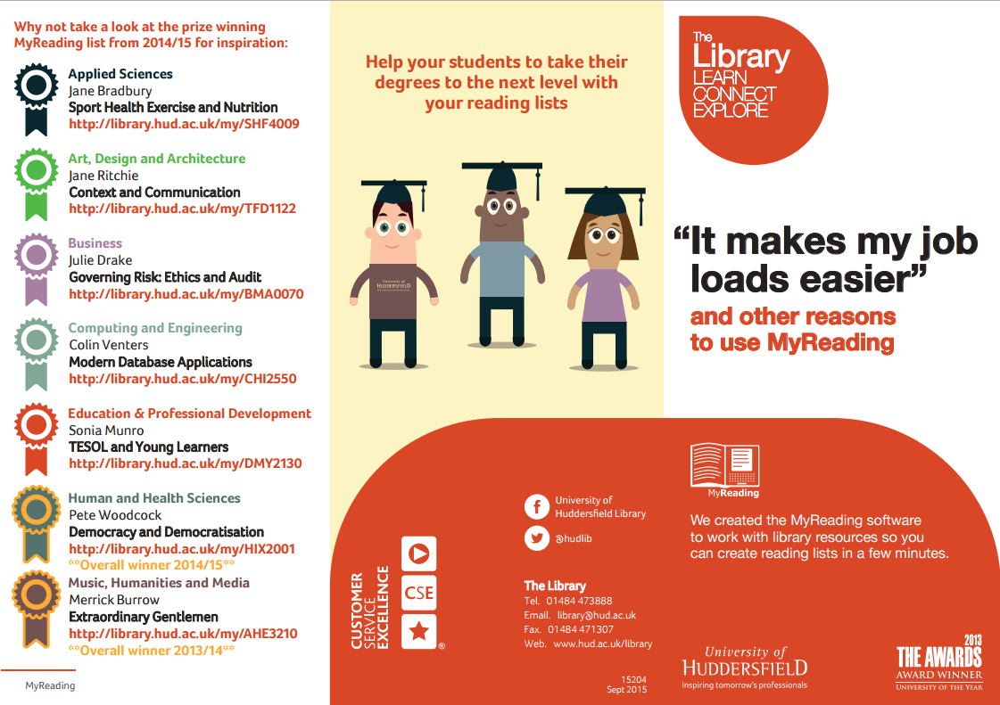 Why not take a look at the prize winning
MyReading list from 2014/15 for inspiration:
Applied Sciences
Jane Bradbury
Sport Health Exercise and Nutrition
http://library.hud.ac.uk/my/SHF4009
Art, Design and Architecture
Jane Ritchie
Context and Communication
http://library.hud.ac.uk/my/TFD1122
Business
Julie Drake
Governing Risk: Ethics and Audit
http://library.hud.ac.uk/my/BMA0070
Computing and Engineering
Colin Venters
Modern Database Applications
http://library.hud.ac.uk/my/CHI2550
Education & Professional Development
Sonia Munro
TESOL and Young Learners
http://library.hud.ac.uk/my/DMY2130
Human and Health Sciences
Pete Woodcock
Democracy and Democratisation
http://library.hud.ac.uk/my/HIX2001
**Overall winner 2014/15**
Music, Humanities and Media
Merrick Burrow
Extraordinary Gentlemen
http://library.hud.ac.uk/my/AHE3210
**Overall winner 2013/14**
MyReading
Help your students to take their
degrees to the next level with
your reading lists
University of
HUDDERSFIELD
CUSTOMER
SERVICE
EXCELLENCE
CSE
®
University of
Huddersfield Library
@hudlib
The Library
Tel. 01484 473888
Email. library@hud.ac.uk
Fax. 01484 471307
Web. www.hud.ac.uk/library
15204
Sept 2015
The
Library
LEARN
CONNECT
EXPLORE
“It makes my job
loads easier”
and other reasons
to use MyReading
MyReading
We created the MyReading software
to work with library resources so you
can create reading lists in a few minutes.
University of
HUDDERSFIELD
Inspiring tomorrow's professionals
2013
THE AWARDS
AWARD WINNER
UNIVERSITY OF THE YEAR